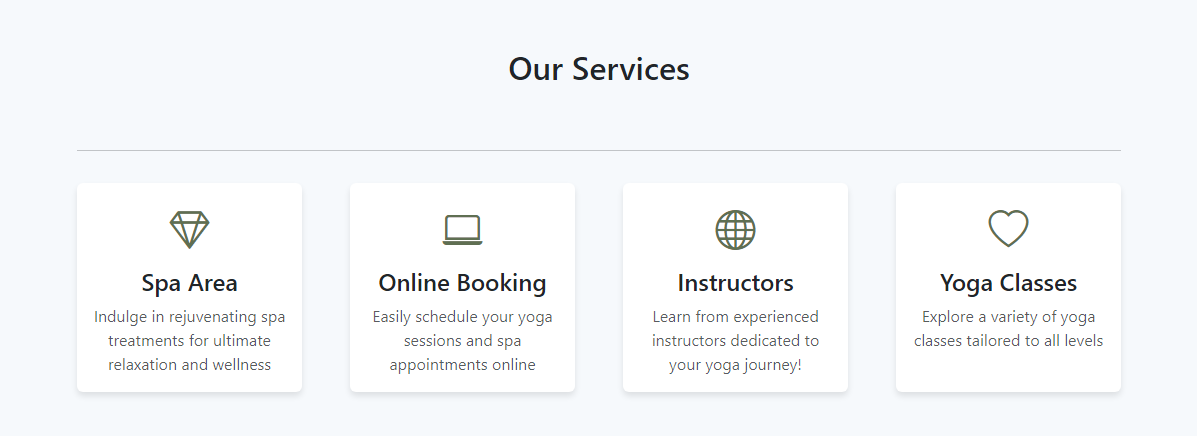 Our Services
Spa Area
Indulge in rejuvenating spa
treatments for ultimate
relaxation and wellness
Online Booking
Easily schedule your yoga
sessions and spa
appointments online
Instructors
Learn from experienced
instructors dedicated to
your yoga journey!
Yoga Classes
Explore a variety of yoga
classes tailored to all levels